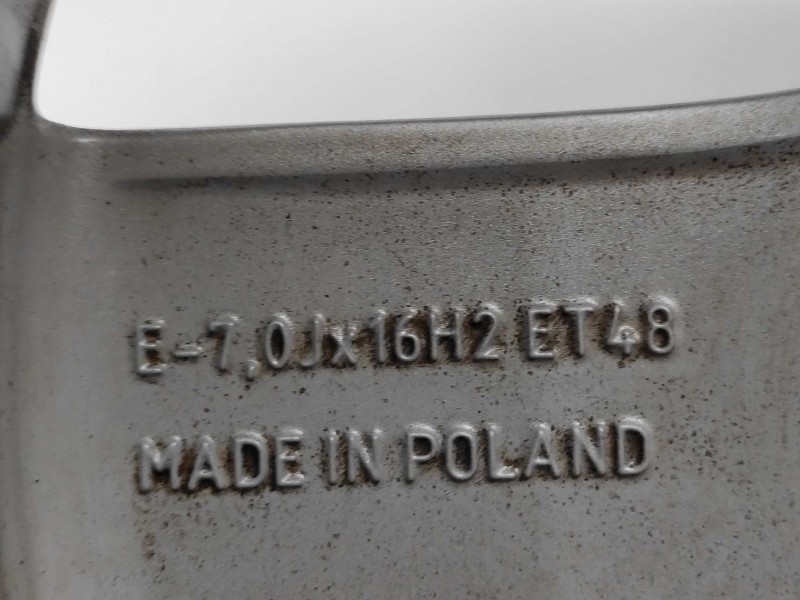 E-7,0Jx16H2 ET48
MADE IN POLAND